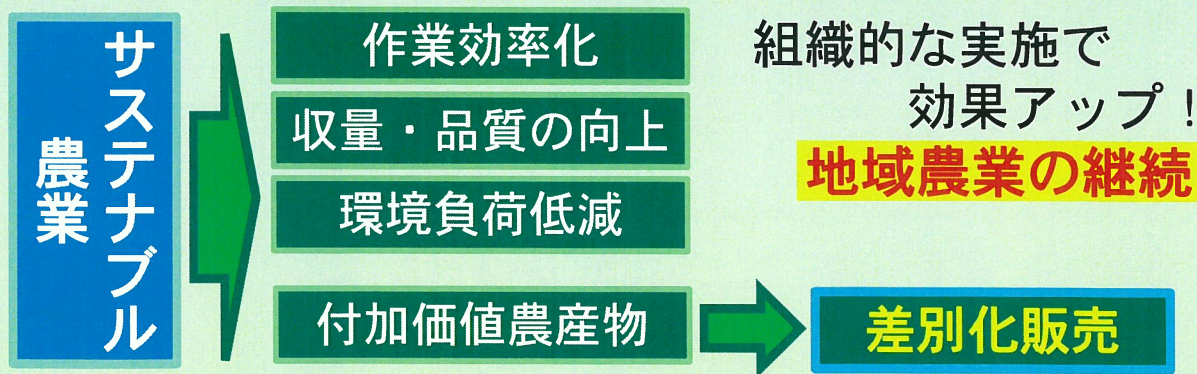 サステナブル
農業
作業効率化
収量・品質の向上
環境負荷低減
付加価値農産物
組織的な実施で
効果アップ！
地域農業の継続
差別化販売